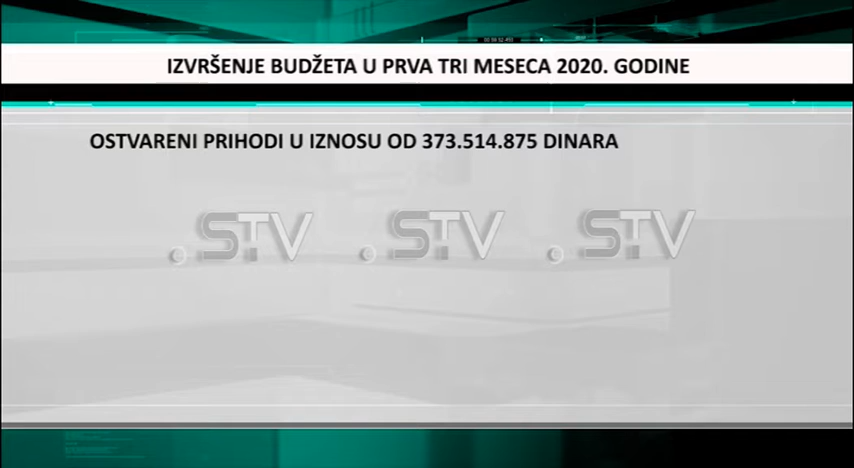 IZVRŠENJE BUDŽETA U PRVA TRI MESECA 2020. GODINE
OSTVARENI PRIHODI U IZNOSU OD 373.514.875 DINARA
STV STV STV